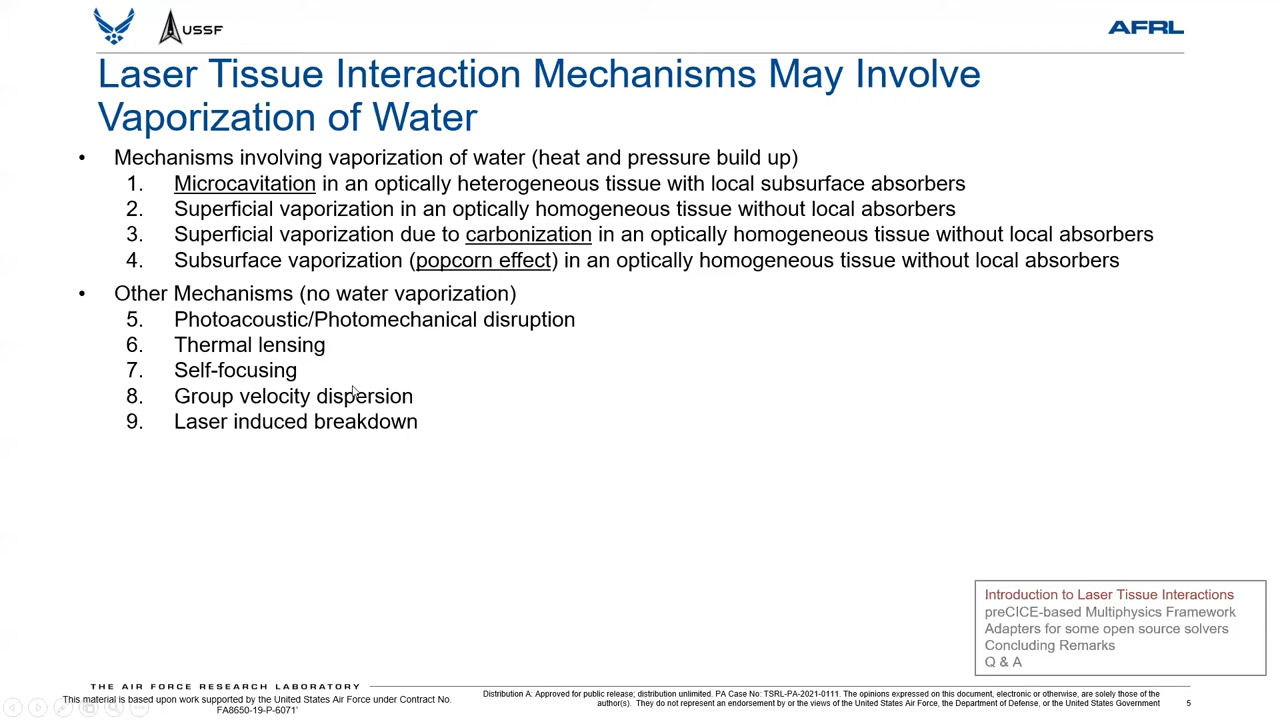 USSF
AFRL
Laser Tissue Interaction Mechanisms May Involve
Vaporization of Water
• Mechanisms involving vaporization of water (heat and pressure build up)
1. Microcavitation in an optically heterogeneous tissue with local subsurface absorbers
2. Superficial vaporization in an optically homogeneous tissue without local absorbers
3. Superficial vaporization due to carbonization in an optically homogeneous tissue without local absorbers
4. Subsurface vaporization (popcorn effect) in an optically homogeneous tissue without local absorbers
• Other Mechanisms (no water vaporization)
5. Photoacoustic/Photomechanical disruption
6. Thermal lensing
7. Self-focusing
8. Group velocity dispersion
9. Laser induced breakdown
Introduction to Laser Tissue Interactions
preCICE-based Multiphysics Framework
Adapters for some open source solvers
Concluding Remarks
Q & A
THE AIR FORCE RESEARCH LABORATORY
This material is based upon work supported by the United States Air Force under Contract No.
FA8650-19-P-6071'
Distribution A: Approved for public release; distribution unlimited. PA Case No: TSRL-PA-2021-0111. The opinions expressed on this document, electronic or otherwise, are solely those of the
author(s). They do not represent an endorsement by or the views of the United States Air Force, the Department of Defense, or the United States Government
5